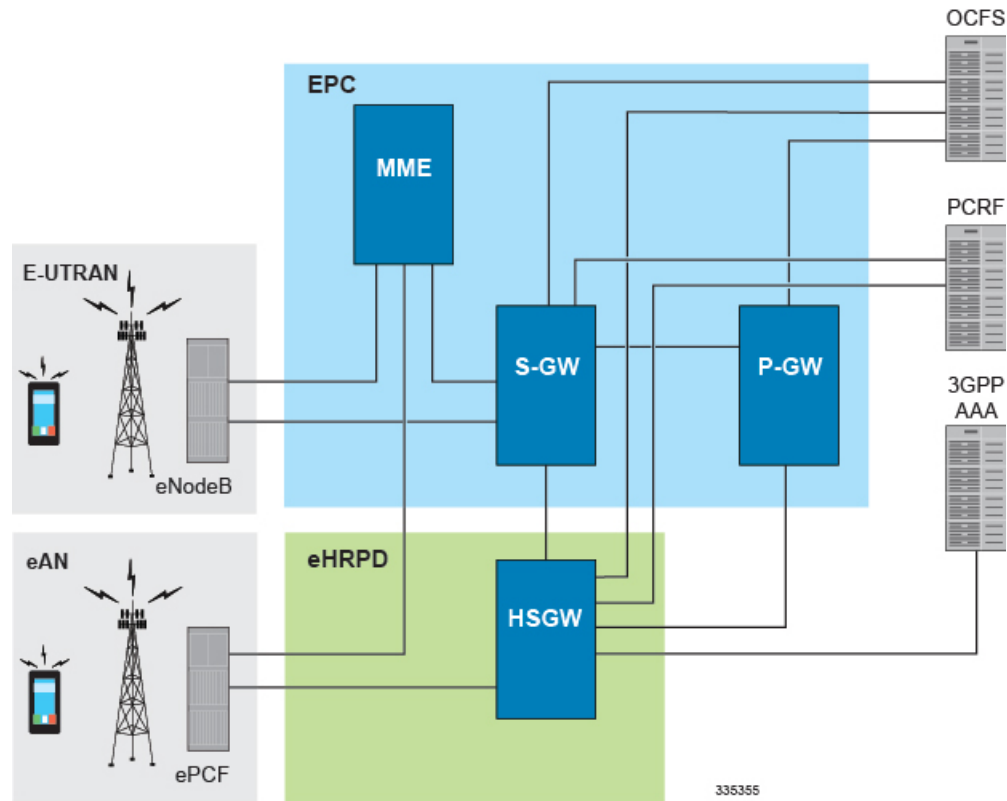 OCFS
EPC
MME
PCRF
E-UTRAN
S-GW
P-GW
3GPP
AAA
eNodeB
eAN
eHRPD
HSGW
ePCF
335355